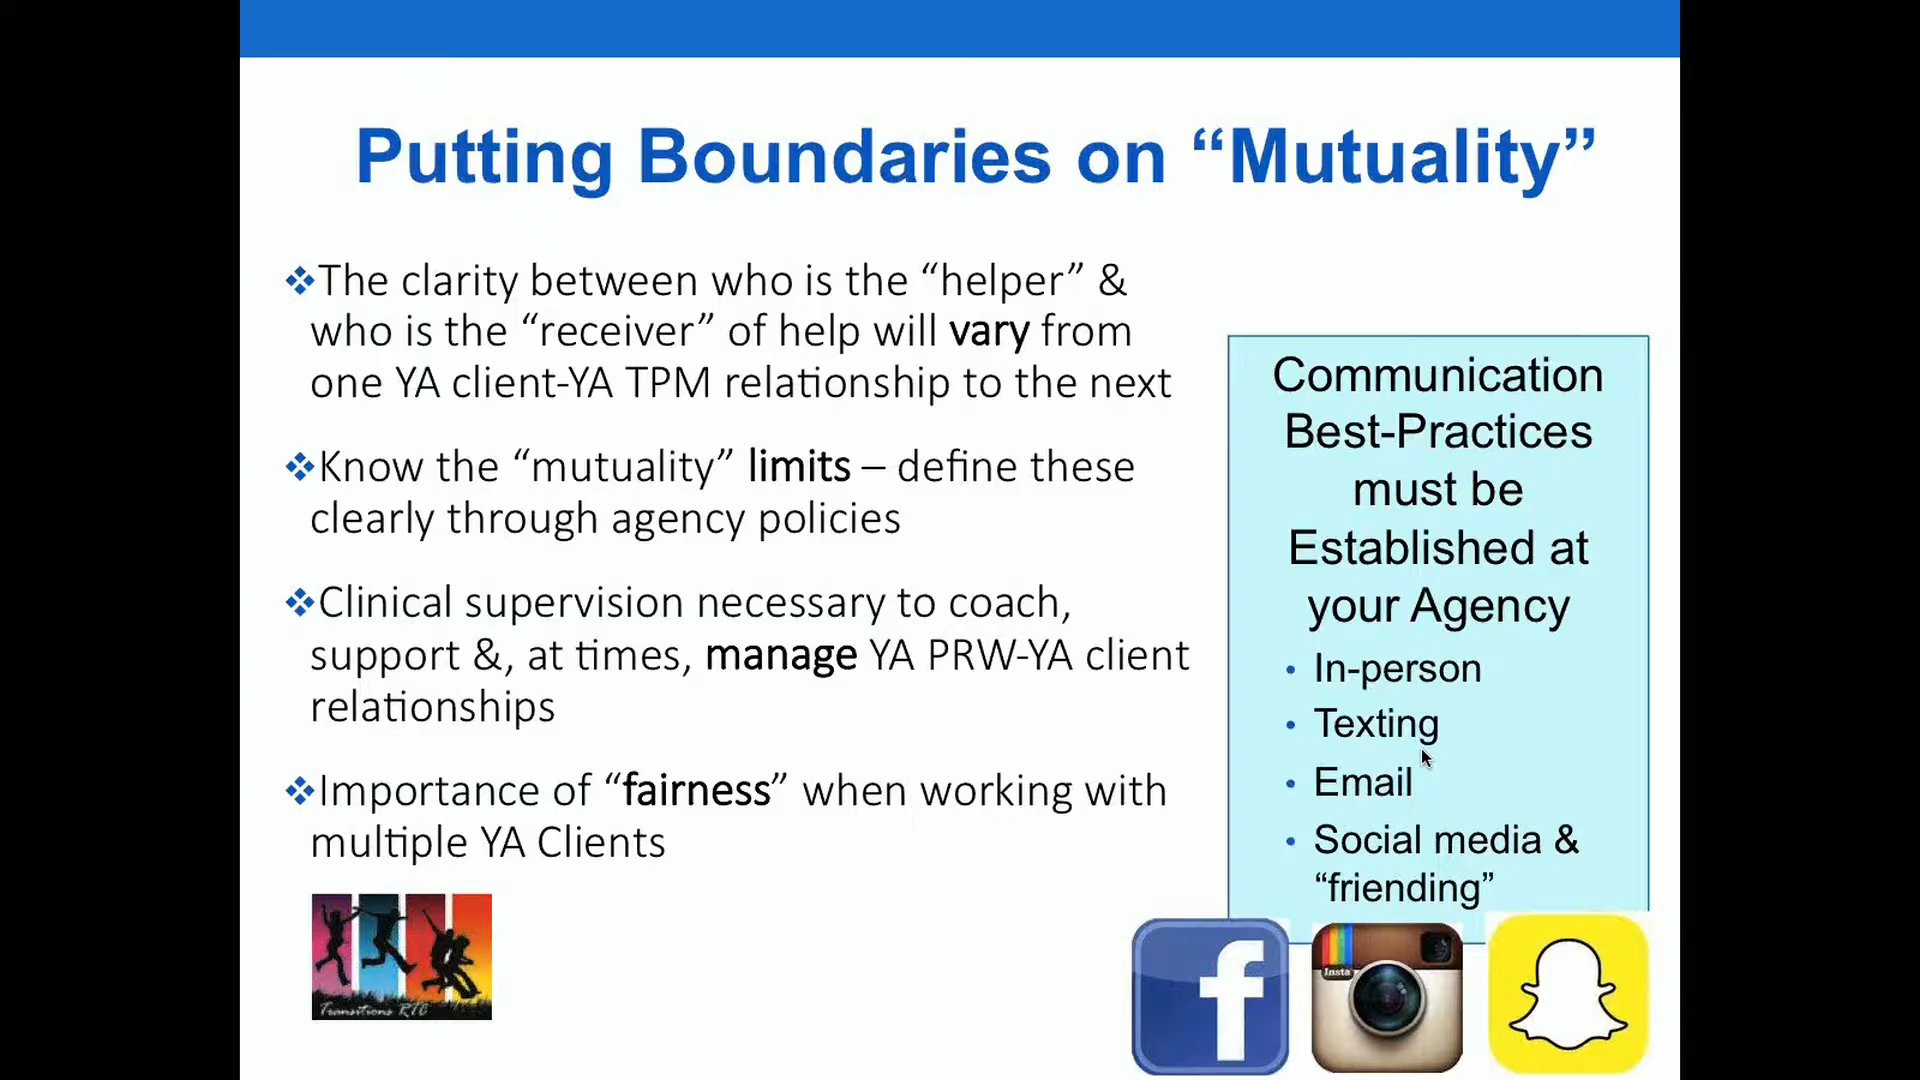 Putting Boundaries on “Mutuality”
The clarity between who is the “helper” &
who is the “receiver” of help will vary from
one YA client-YA TPM relationship to the next
Know the “mutuality” limits – define these
clearly through agency policies
Clinical supervision necessary to coach,
support &, at times, manage YA PRW-YA client
relationships
Importance of “fairness” when working with
multiple YA Clients
Communication
Best-Practices
must be
Established at
your Agency
• In-person
• Texting
• Email
• Social media &
“friending”
Transitions RTC
f
Insta